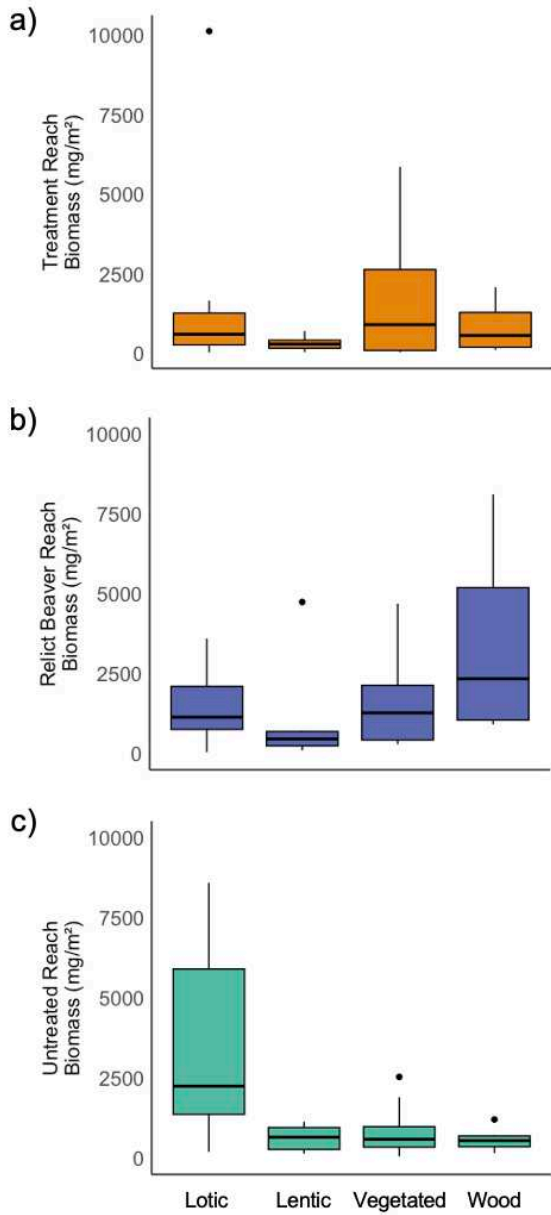 a)
Treatment Reach
Biomass (mg/m²)
10000
7500
5000
2500
0
b)
Relict Beaver Reach
Biomass (mg/m²)
10000
7500
5000
2500
0
c)
Untreated Reach
Biomass (mg/m²)
10000
7500
5000
2500
0
Lotic Lentic Vegetated Wood